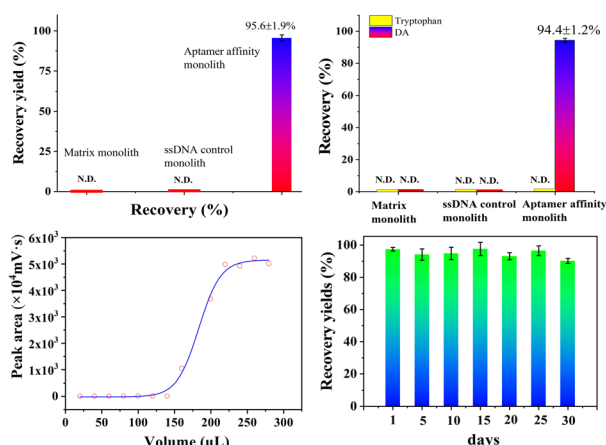 95.6±1.9%
Aptamer affinity
monolith
Matrix monolith
ssDNA control
monolith
N.D.
N.D.
100
75
50
25
0
Recovery yield (%)
Recovery (%)
Tryptophan
DA
94.4±1.2%
N.D.
N.D.
N.D.
N.D.
N.D.
100
80
60
40
20
0
Recovery (%)
Matrix
monolith
ssDNA control
monolith
Aptamer affinity
monolith
6x10³
5x10³
4x10³
3x10³
2x10³
1x10³
0
Peak area (×10⁴mV·s)
0
50
100
150
200
250
300
Volume (μL)
100
80
60
40
20
0
Recovery yields (%)
1
5
10
15
20
25
30
days